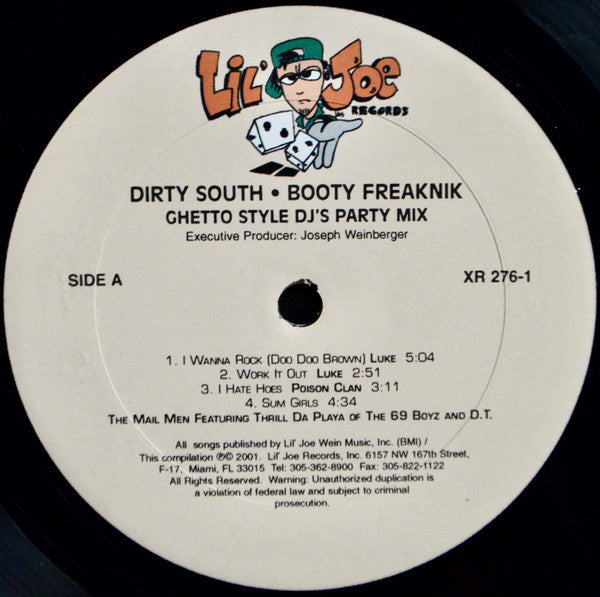 LIL' JOE
RECORDS
DIRTY SOUTH • BOOTY FREAKNIK
GHETTO STYLE DJ'S PARTY MIX
Executive Producer: Joseph Weinberger
SIDE A
XR 276-1
1. I WANNA ROCK (DOO DOO BROWN) LUKE 5:04
2. WORK IT OUT LUKE 2:51
3. I HATE HOES POISON CLAN 3:11
4. SUM GIRLS 4:34
THE MAIL MEN FEATURING THRILL DA PLAYA OF THE 69 BOYZ AND D.T.
All songs published by Lil' Joe Wein Music, Inc. (BMI) /
This compilation ℗© 2001. Lil' Joe Records, Inc. 6157 NW 167th Street,
F-17, Miami, FL 33015 Tel: 305-362-8900 Fax: 305-822-1122
All Rights Reserved. Warning: Unauthorized duplication is
a violation of federal law and subject to criminal
prosecution.